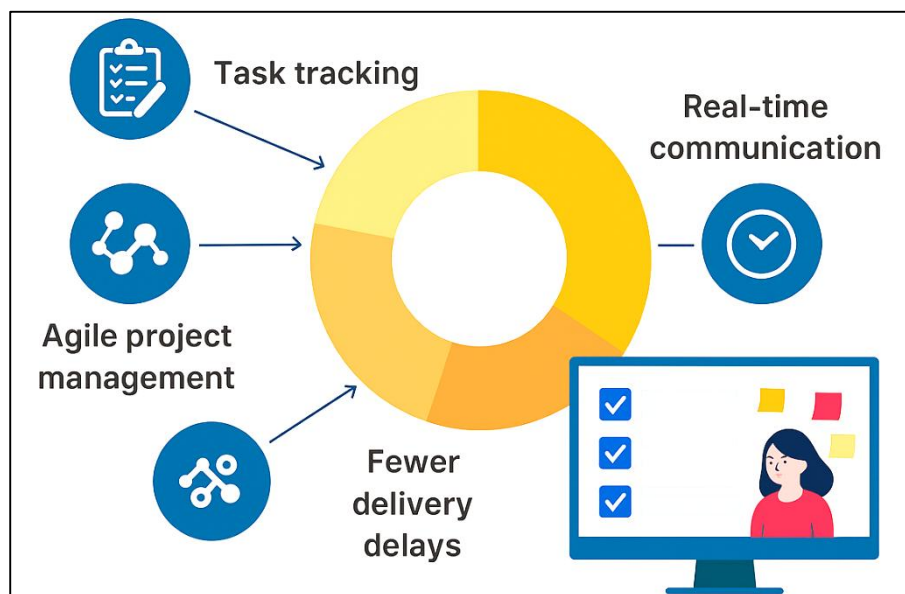 Task tracking
Real-time
communication
Agile project
management
Fewer
delivery
delays